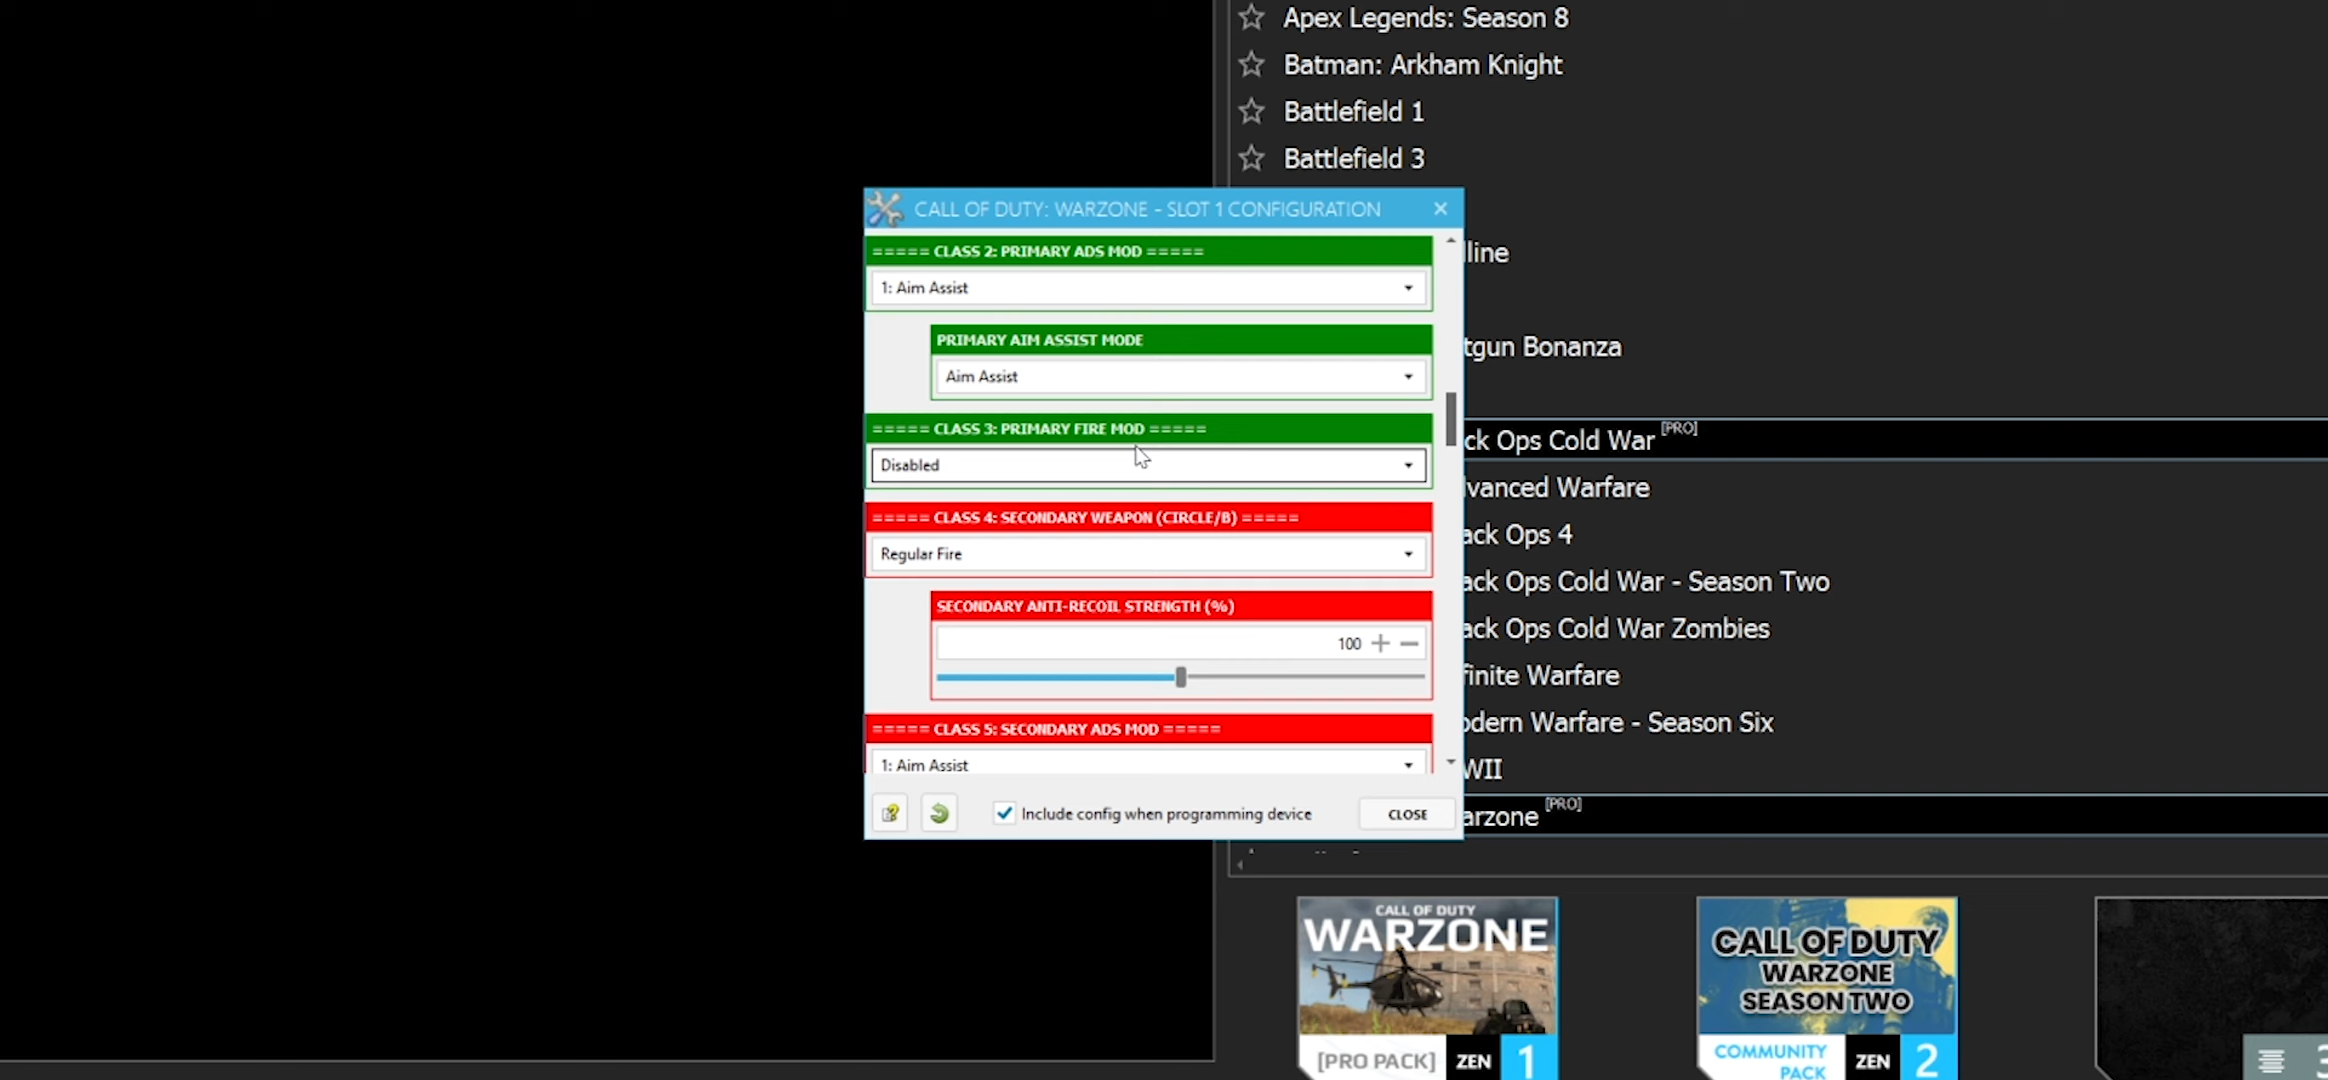 Apex Legends: Season 8
Batman: Arkham Knight
Battlefield 1
Battlefield 3
CALL OF DUTY: WARZONE - SLOT 1 CONFIGURATION
===== CLASS 2: PRIMARY ADS MOD =====
1: Aim Assist
PRIMARY AIM ASSIST MODE
Aim Assist
===== CLASS 3: PRIMARY FIRE MOD =====
Disabled
===== CLASS 4: SECONDARY WEAPON (CIRCLE/B) =====
Regular Fire
SECONDARY ANTI-RECOIL STRENGTH (%)
100
===== CLASS 5: SECONDARY ADS MOD =====
1: Aim Assist
Include config when programming device
CLOSE
lline
tgun Bonanza
ck Ops Cold War [PRO]
vanced Warfare
ack Ops 4
ack Ops Cold War - Season Two
ack Ops Cold War Zombies
finite Warfare
odern Warfare - Season Six
WII
arzone [PRO]
CALL OF DUTY
WARZONE
[PRO PACK] ZEN 1
CALL OF DUTY
WARZONE
SEASON TWO
COMMUNITY
PACK
ZEN 2
3